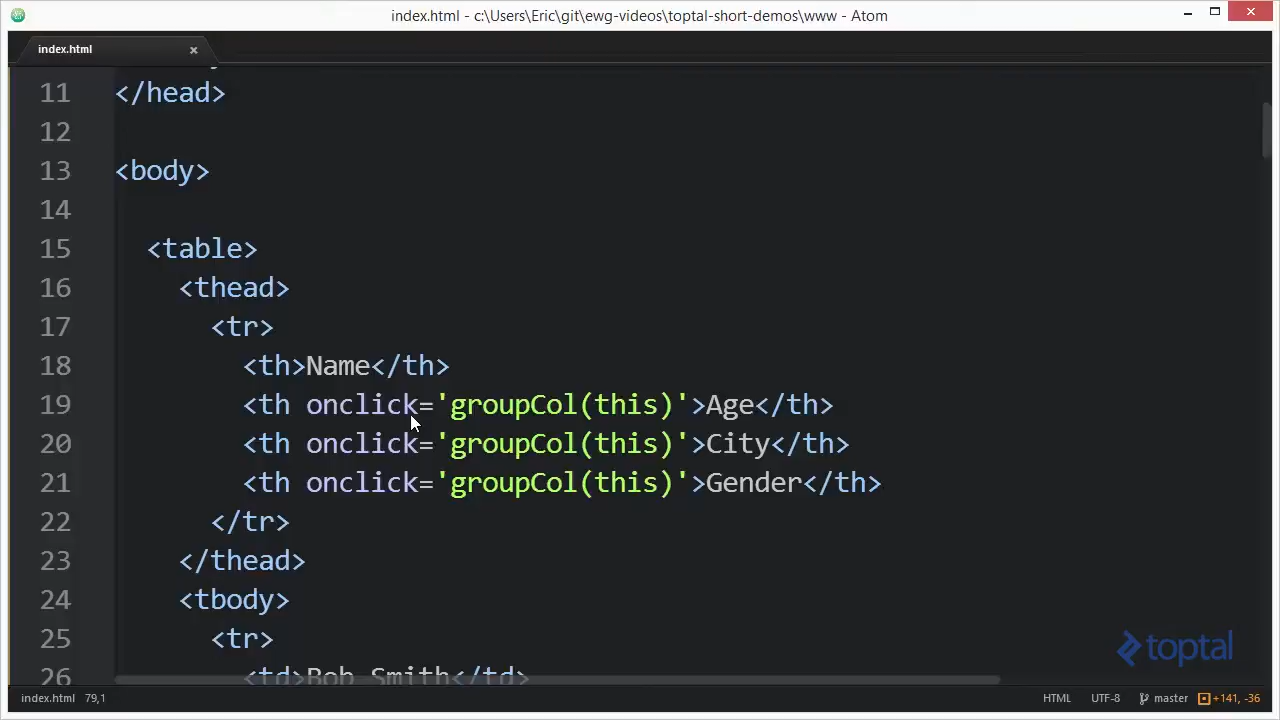 index.html - c:\Users\Eric\git\ewg-videos\toptal-short-demos\www - Atom
index.html
11 </head>
12
13 <body>
14
15 <table>
16 <thead>
17 <tr>
18 <th>Name</th>
19 <th onclick='groupCol(this)'>Age</th>
20 <th onclick='groupCol(this)'>City</th>
21 <th onclick='groupCol(this)'>Gender</th>
22 </tr>
23 </thead>
24 <tbody>
25 <tr>
26 <td>Bob Smith</td>
toptal
index.html 79,1 HTML UTF-8 master +141, -36